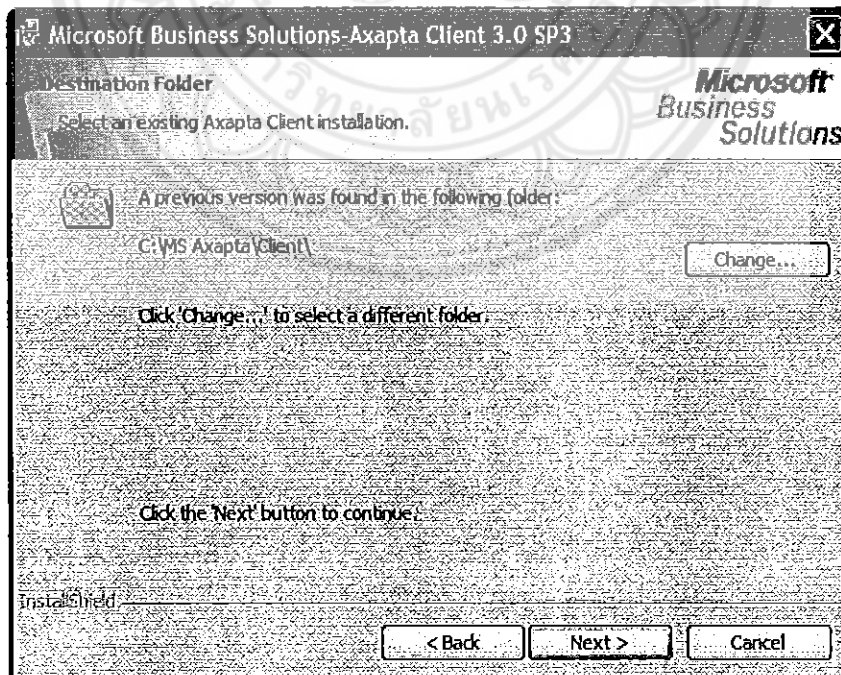 Microsoft Business Solutions-Axapta Client 3.0 SP3
Destination Folder
Select an existing Axapta Client installation.
Microsoft
Business
Solutions
A previous version was found in the following folder:
C:\MS Axapta\Client\
Change...
Click 'Change...' to select a different folder.
Click the 'Next' button to continue.
InstallShield
< Back
Next >
Cancel